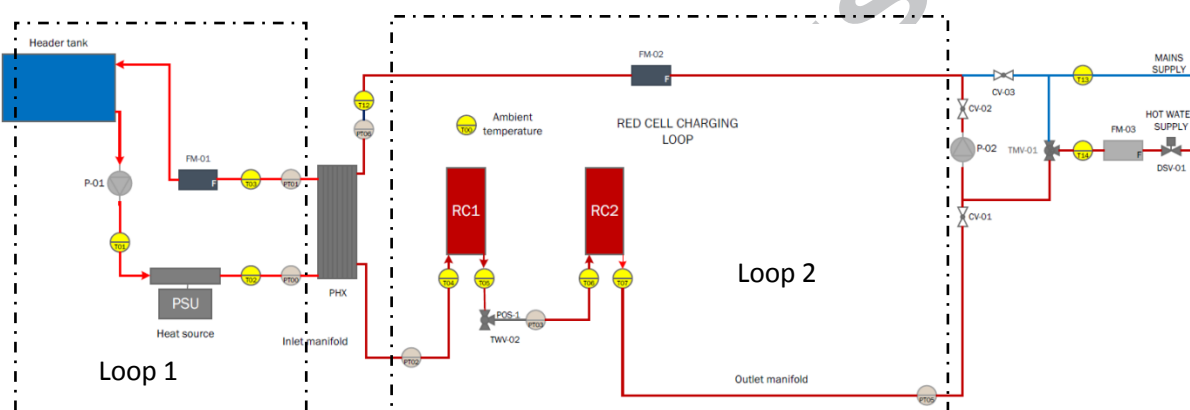 Header tank
FM-02
MAINS
SUPPLY
T13
CV-03
T12
PT06
F
T00
Ambient
temperature
RED CELL CHARGING
LOOP
CV-02
HOT WATE
SUPPLY
FM-01
P-01
F
T03
PT01
P-02
TMV-01
T14
FM-03
F
DSV-01
RC1
RC2
CV-01
T01
T02
PT00
PHX
T04
T05
T06
T07
Loop 2
PSU
Heat source
POS-1
PT03
TWV-02
Inlet manifold
PT02
Loop 1
Outlet manifold
PT05